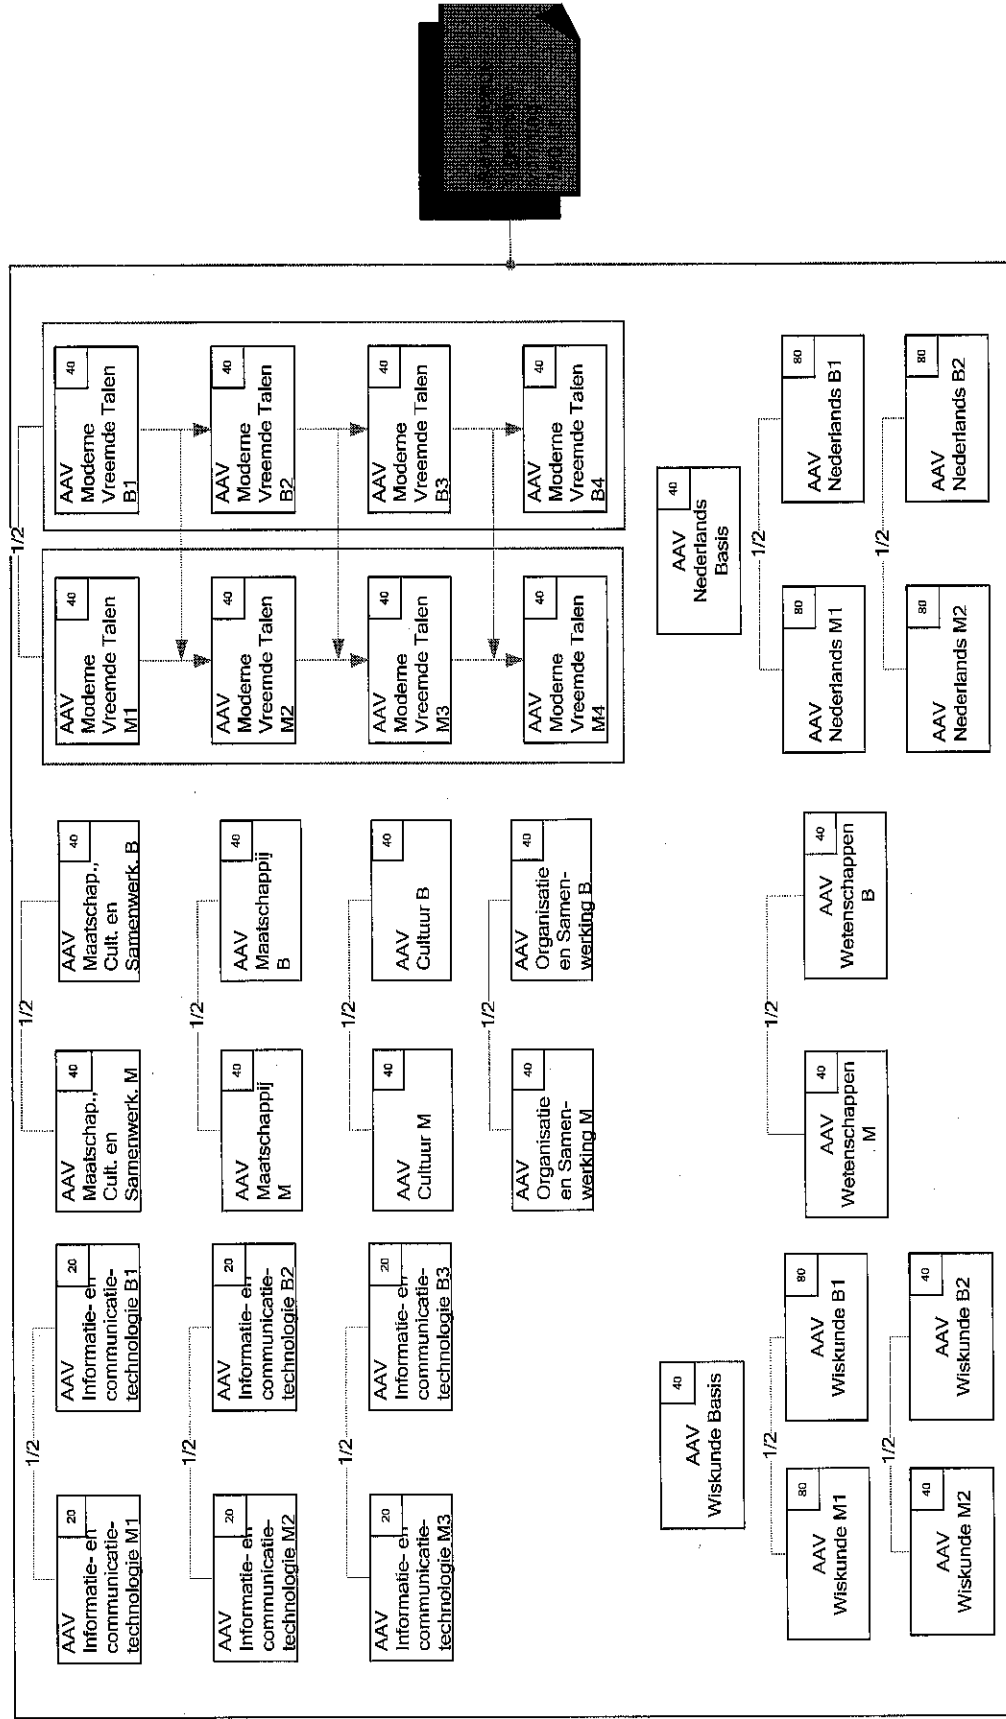 1/2
AAV
Informatie- en
communicatie-
technologie M1
20
AAV
Informatie- en
communicatie-
technologie B1
20
1/2
AAV
Informatie- en
communicatie-
technologie M2
20
AAV
Informatie- en
communicatie-
technologie B2
20
1/2
AAV
Informatie- en
communicatie-
technologie M3
20
AAV
Informatie- en
communicatie-
technologie B3
20
1/2
AAV
Maatschap.,
Cult. en
Samenwerk. M
40
AAV
Maatschap.,
Cult. en
Samenwerk. B
40
1/2
AAV
Maatschappij
M
40
AAV
Maatschappij
B
40
1/2
AAV
Cultuur M
40
AAV
Cultuur B
40
1/2
AAV
Organisatie
en Samen-
werking M
40
AAV
Organisatie
en Samen-
werking B
40
1/2
AAV
Moderne
Vreemde Talen
M1
40
AAV
Moderne
Vreemde Talen
B1
40
AAV
Moderne
Vreemde Talen
M2
40
AAV
Moderne
Vreemde Talen
B2
40
AAV
Moderne
Vreemde Talen
M3
40
AAV
Moderne
Vreemde Talen
B3
40
AAV
Moderne
Vreemde Talen
M4
40
AAV
Moderne
Vreemde Talen
B4
40
AAV
Wiskunde Basis
40
1/2
AAV
Wiskunde M1
80
AAV
Wiskunde B1
80
1/2
AAV
Wiskunde M2
40
AAV
Wiskunde B2
40
1/2
AAV
Wetenschappen
M
40
AAV
Wetenschappen
B
40
AAV
Nederlands
Basis
40
1/2
AAV
Nederlands M1
80
AAV
Nederlands B1
80
1/2
AAV
Nederlands M2
80
AAV
Nederlands B2
80